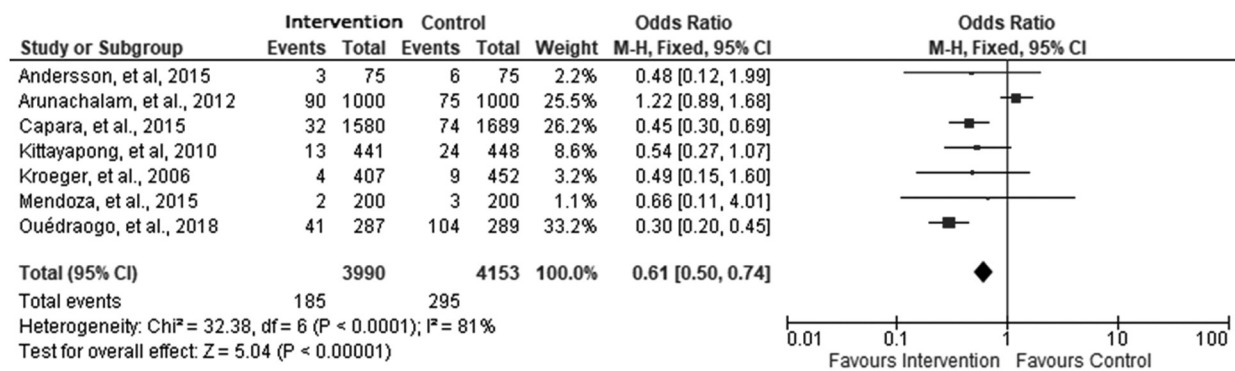 Intervention Control Odds Ratio Odds Ratio
Study or Subgroup Events Total Events Total Weight M-H, Fixed, 95% CI M-H, Fixed, 95% CI
Andersson, et al, 2015 3 75 6 75 2.2% 0.48 [0.12, 1.99]
Arunachalam, et al., 2012 90 1000 75 1000 25.5% 1.22 [0.89, 1.68]
Capara, et al., 2015 32 1580 74 1689 26.2% 0.45 [0.30, 0.69]
Kittayapong, et al, 2010 13 441 24 448 8.6% 0.54 [0.27, 1.07]
Kroeger, et al., 2006 4 407 9 452 3.2% 0.49 [0.15, 1.60]
Mendoza, et al., 2015 2 200 3 200 1.1% 0.66 [0.11, 4.01]
Ouédraogo, et al., 2018 41 287 104 289 33.2% 0.30 [0.20, 0.45]
Total (95% CI) 3990 4153 100.0% 0.61 [0.50, 0.74]
Total events 185 295
Heterogeneity: Chi² = 32.38, df = 6 (P < 0.0001); I² = 81%
Test for overall effect: Z = 5.04 (P < 0.00001)
0.01 0.1 1 10 100
Favours Intervention Favours Control